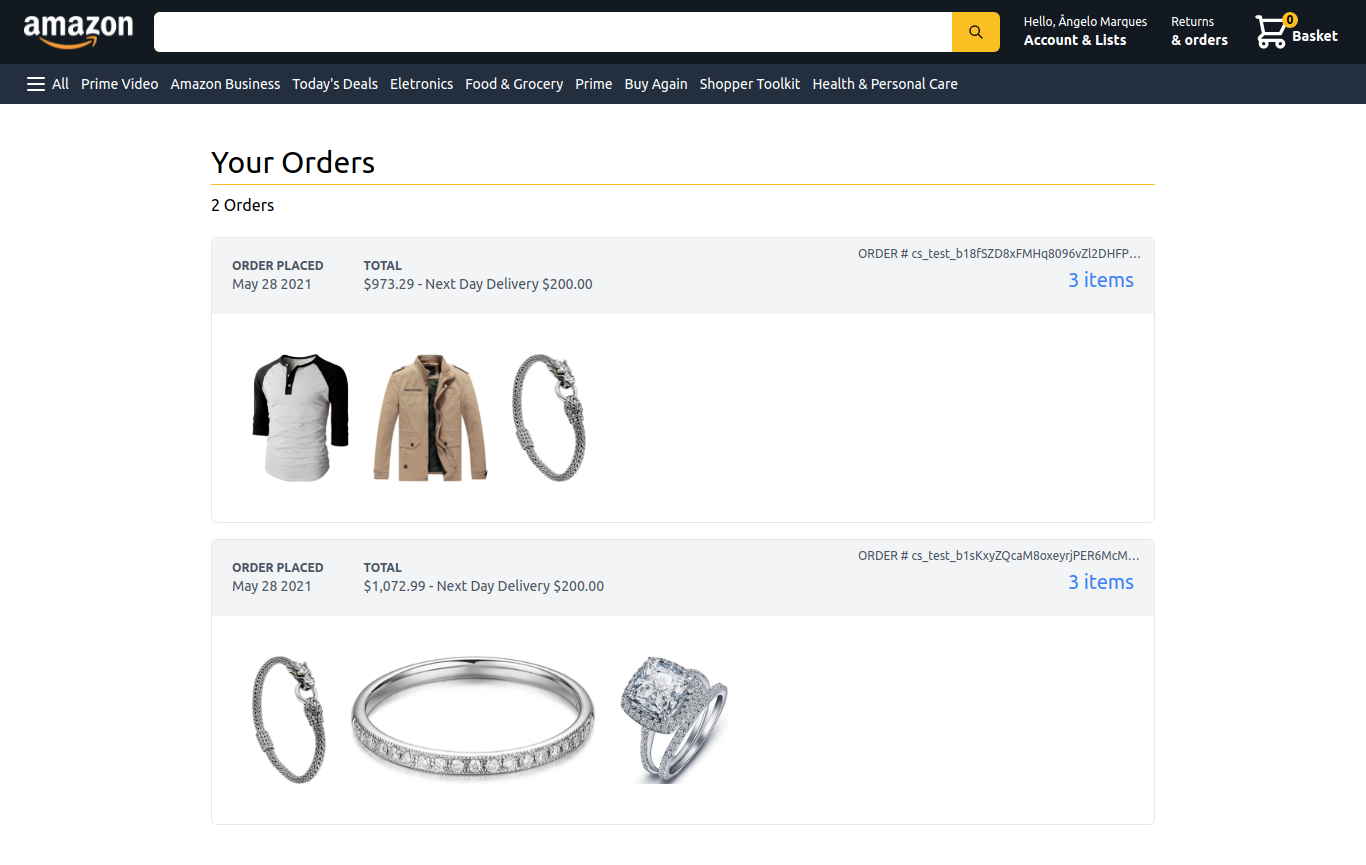 amazon
Hello, Ângelo Marques
Account & Lists
Returns
& orders
0
Basket
All Prime Video Amazon Business Today's Deals Eletronics Food & Grocery Prime Buy Again Shopper Toolkit Health & Personal Care
Your Orders
2 Orders
ORDER # cs_test_b18fSZD8xFMHq8096vZl2DHFP...
ORDER PLACED TOTAL
May 28 2021 $973.29 - Next Day Delivery $200.00
3 items
ORDER # cs_test_b1sKxyZQcaM8oxeyrjPER6McM...
ORDER PLACED TOTAL
May 28 2021 $1,072.99 - Next Day Delivery $200.00
3 items